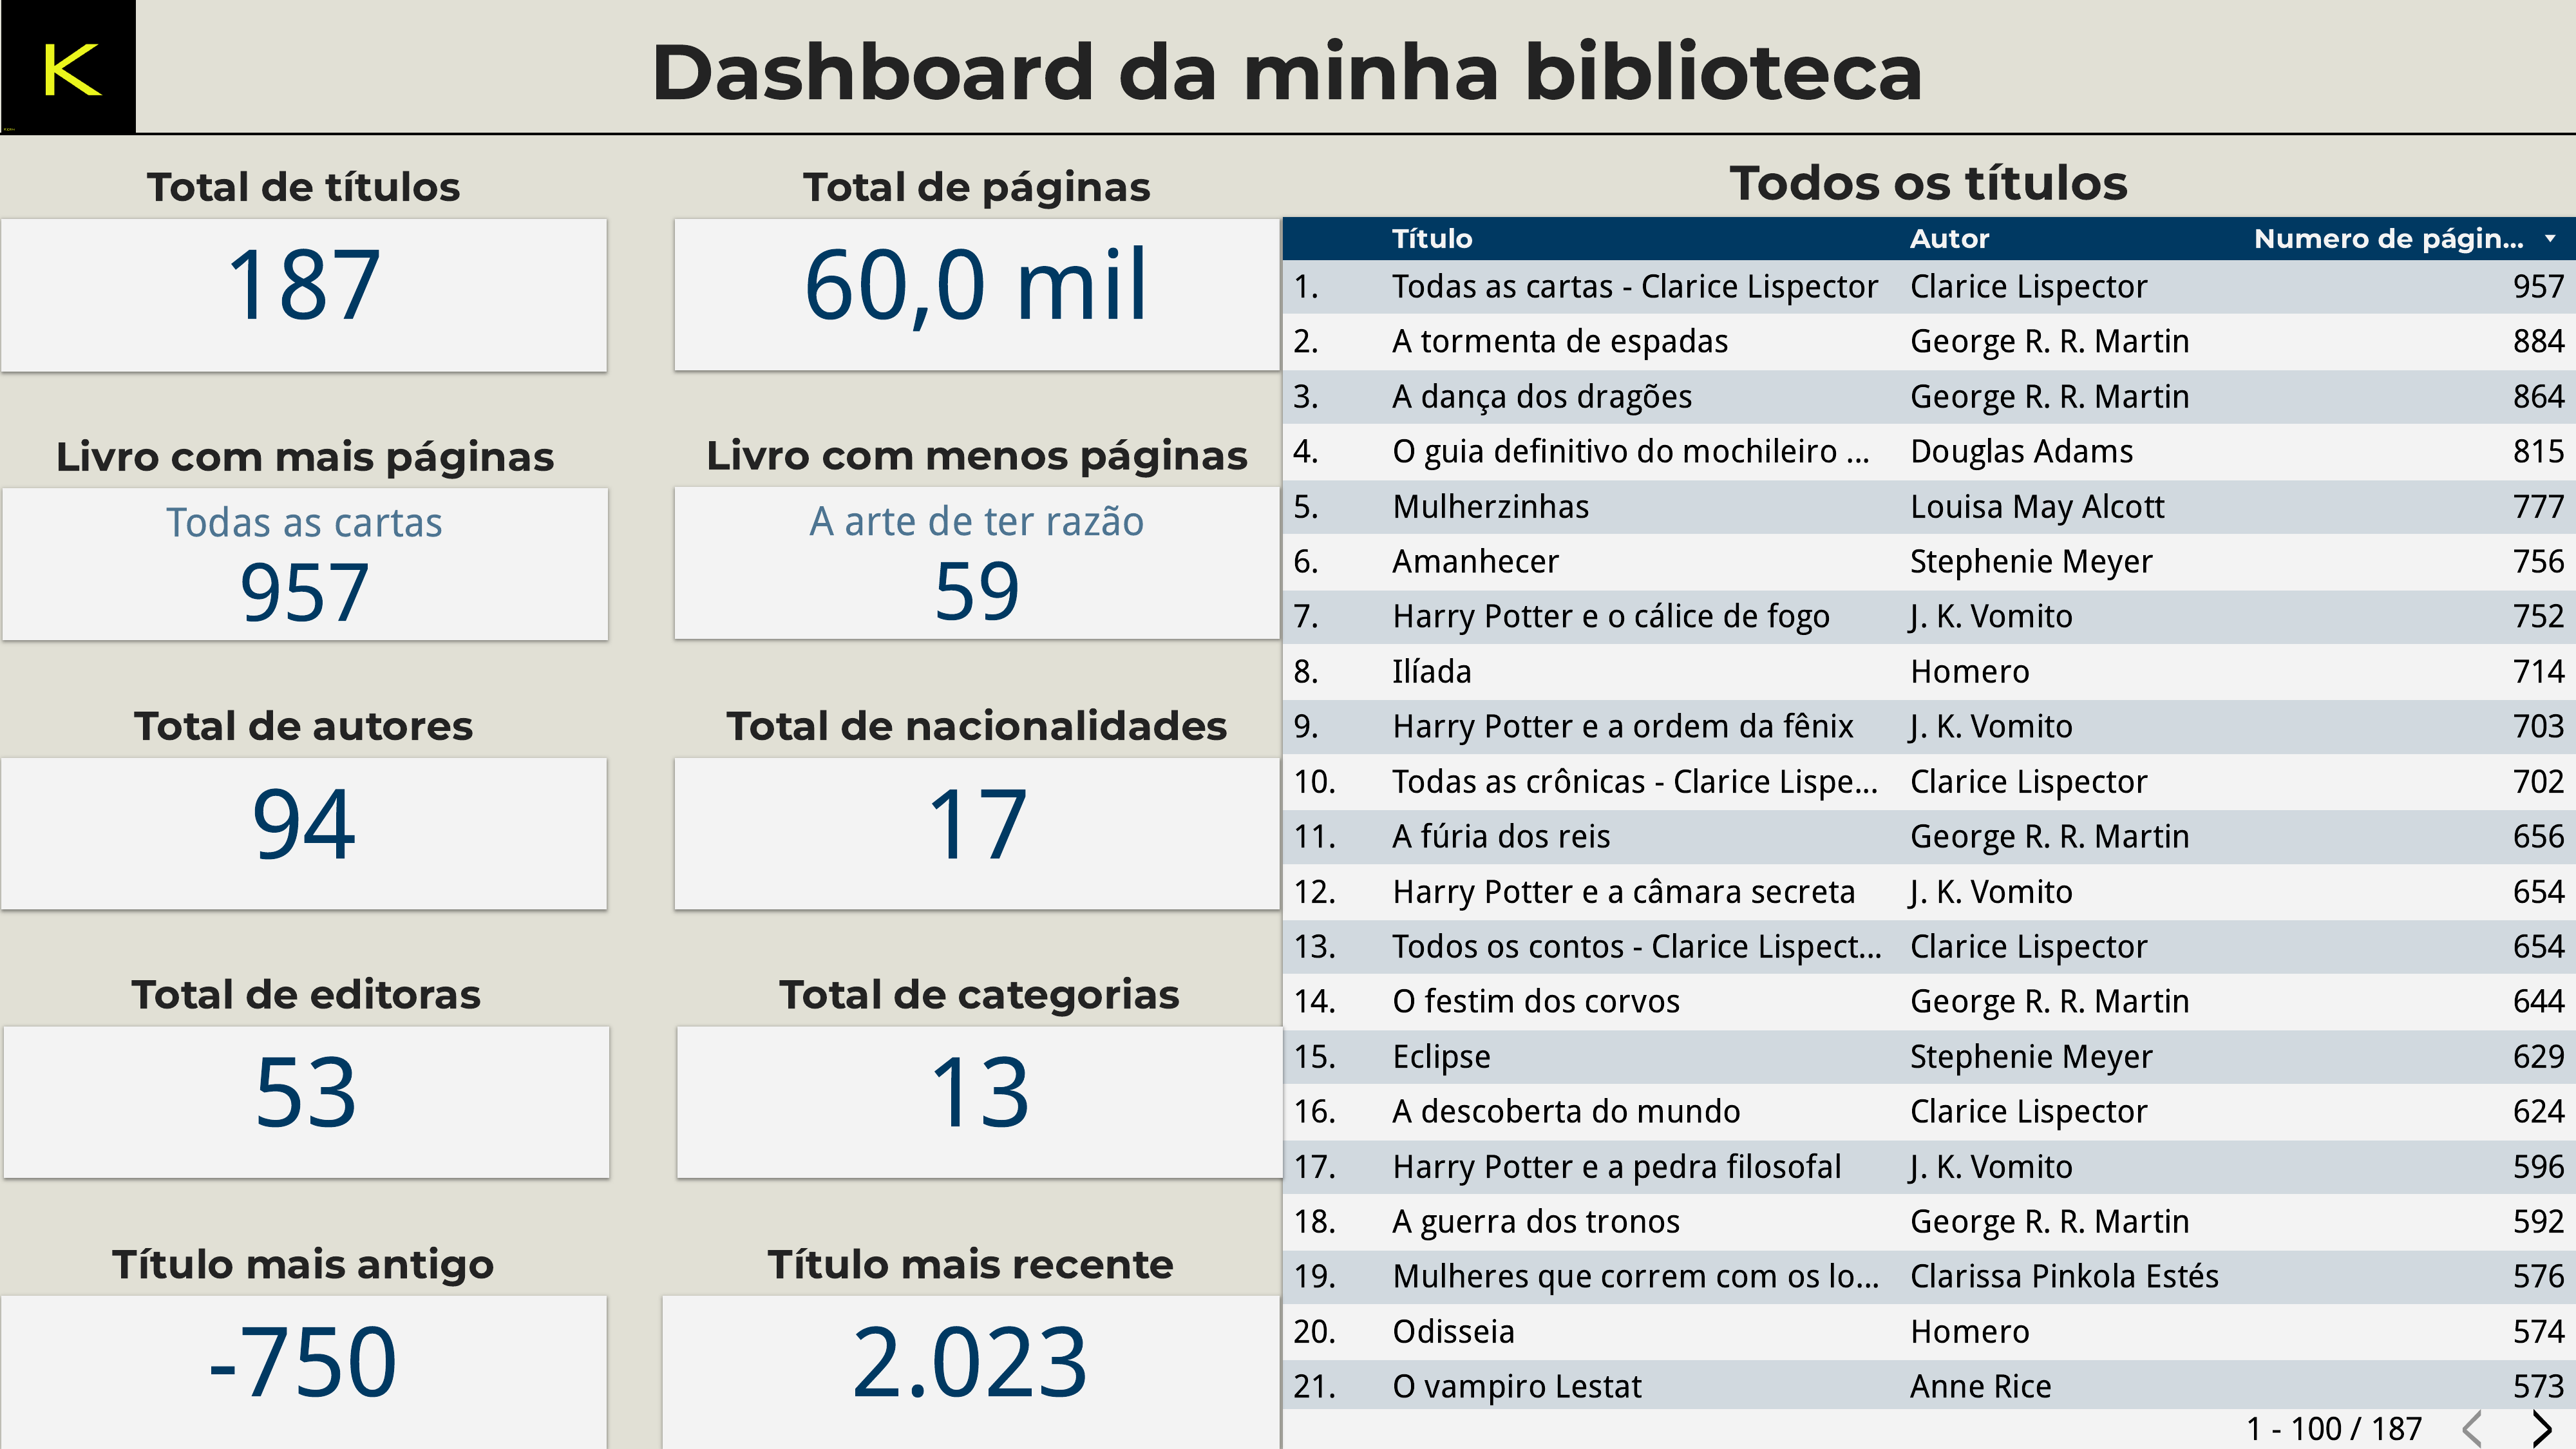 K
Dashboard da minha biblioteca
Total de títulos
187
Total de páginas
60,0 mil
Livro com mais páginas
Todas as cartas
957
Livro com menos páginas
A arte de ter razão
59
Total de autores
94
Total de nacionalidades
17
Total de editoras
53
Total de categorias
13
Título mais antigo
-750
Título mais recente
2.023
Todos os títulos
Título Autor Numero de págin...
1. Todas as cartas - Clarice Lispector Clarice Lispector 957
2. A tormenta de espadas George R. R. Martin 884
3. A dança dos dragões George R. R. Martin 864
4. O guia definitivo do mochileiro ... Douglas Adams 815
5. Mulherzinhas Louisa May Alcott 777
6. Amanhecer Stephenie Meyer 756
7. Harry Potter e o cálice de fogo J. K. Vomito 752
8. Ilíada Homero 714
9. Harry Potter e a ordem da fênix J. K. Vomito 703
10. Todas as crônicas - Clarice Lispe... Clarice Lispector 702
11. A fúria dos reis George R. R. Martin 656
12. Harry Potter e a câmara secreta J. K. Vomito 654
13. Todos os contos - Clarice Lispect... Clarice Lispector 654
14. O festim dos corvos George R. R. Martin 644
15. Eclipse Stephenie Meyer 629
16. A descoberta do mundo Clarice Lispector 624
17. Harry Potter e a pedra filosofal J. K. Vomito 596
18. A guerra dos tronos George R. R. Martin 592
19. Mulheres que correm com os lo... Clarissa Pinkola Estés 576
20. Odisseia Homero 574
21. O vampiro Lestat Anne Rice 573
1 - 100 / 187